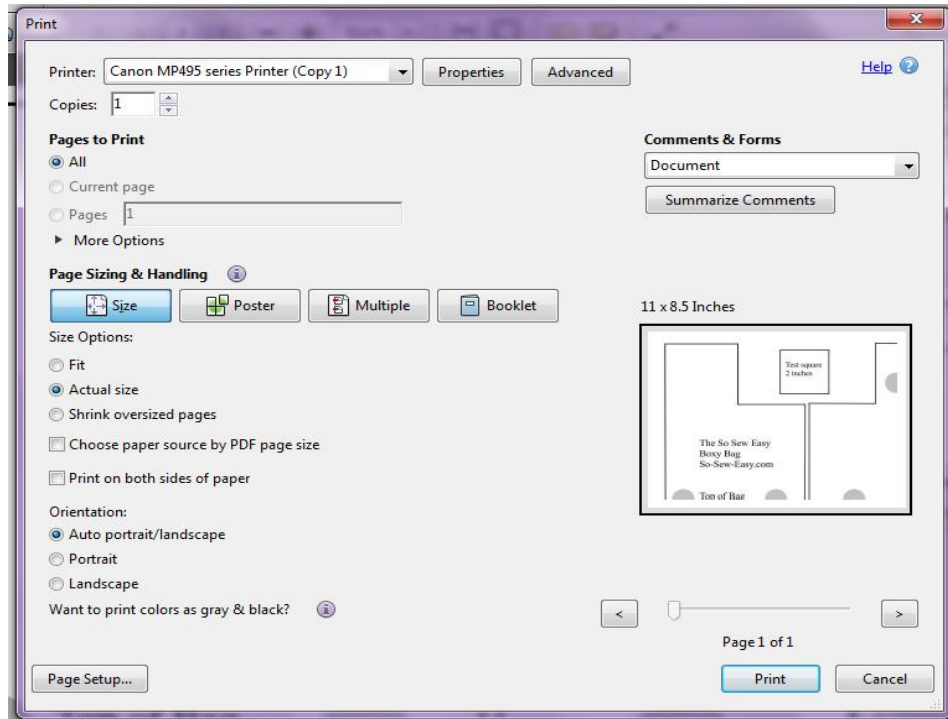 Print
Printer: Canon MP495 series Printer (Copy 1) Properties Advanced Help
Copies: 1
Pages to Print
All
Current page
Pages 1
More Options
Comments & Forms
Document
Summarize Comments
Page Sizing & Handling
Size Poster Multiple Booklet
Size Options:
Fit
Actual size
Shrink oversized pages
Choose paper source by PDF page size
Print on both sides of paper
Orientation:
Auto portrait/landscape
Portrait
Landscape
Want to print colors as gray & black?
11 x 8.5 Inches
Test square
2 inches
The So Sew Easy
Boxy Bag
So-Sew-Easy.com
Top of Bag
< >
Page 1 of 1
Page Setup... Print Cancel